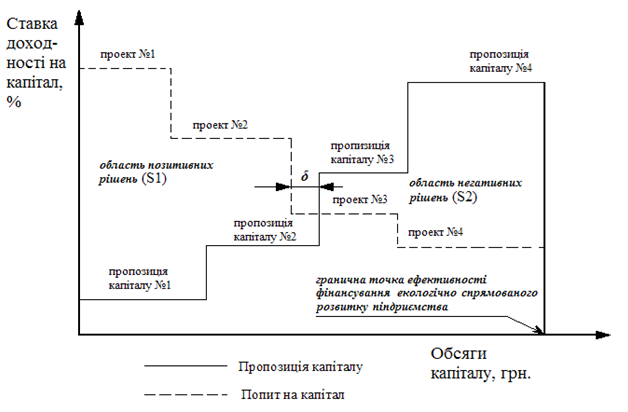 Ставка
доход-
ності на
капітал,
%
проект №1
пропозиція
капіталу №4
проект №2
пропизиція
капіталу №3
область позитивних
рішень (S1)
δ
область негативних
рішень (S2)
проект №3
пропозиція
капіталу №2
проект №4
пропозиція
капіталу №1
гранична точка ефективності
фінансування екологічно спрямованого
розвитку підприємства
Обсяги
капіталу, грн.
Пропозиція капіталу
Попит на капітал